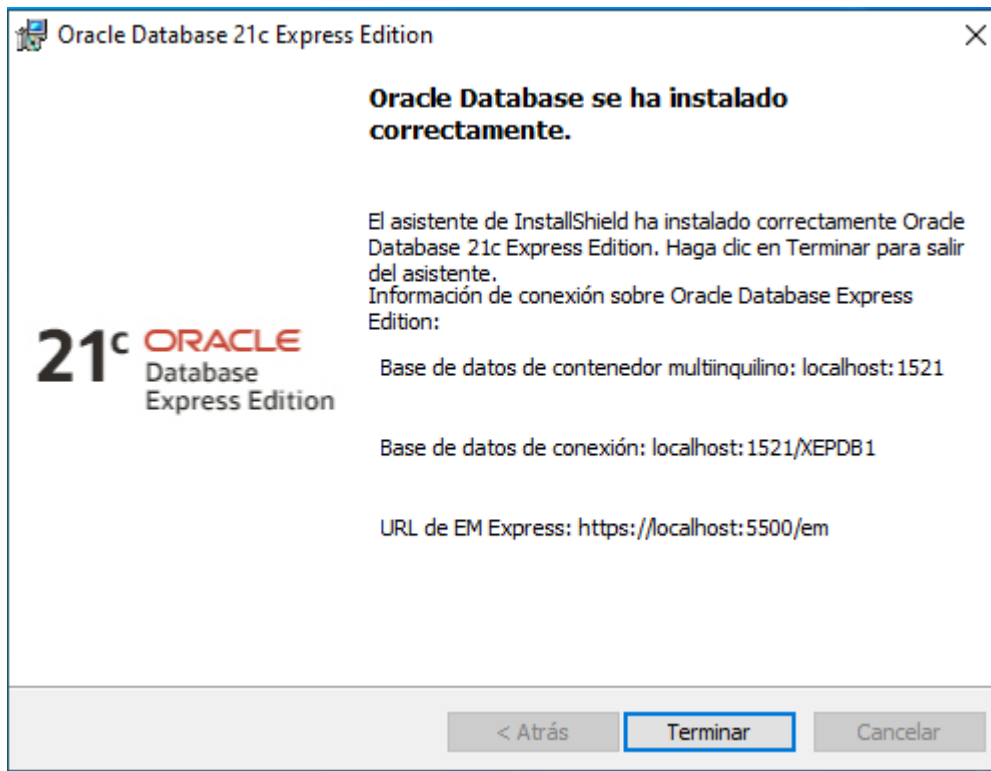 Oracle Database 21c Express Edition
Oracle Database se ha instalado
correctamente.
El asistente de InstallShield ha instalado correctamente Oracle
Database 21c Express Edition. Haga clic en Terminar para salir
del asistente.
Información de conexión sobre Oracle Database Express
Edition:
21c ORACLE
Database
Express Edition
Base de datos de contenedor multiinquilino: localhost:1521
Base de datos de conexión: localhost:1521/XEPDB1
URL de EM Express: https://localhost:5500/em
< Atrás
Terminar
Cancelar